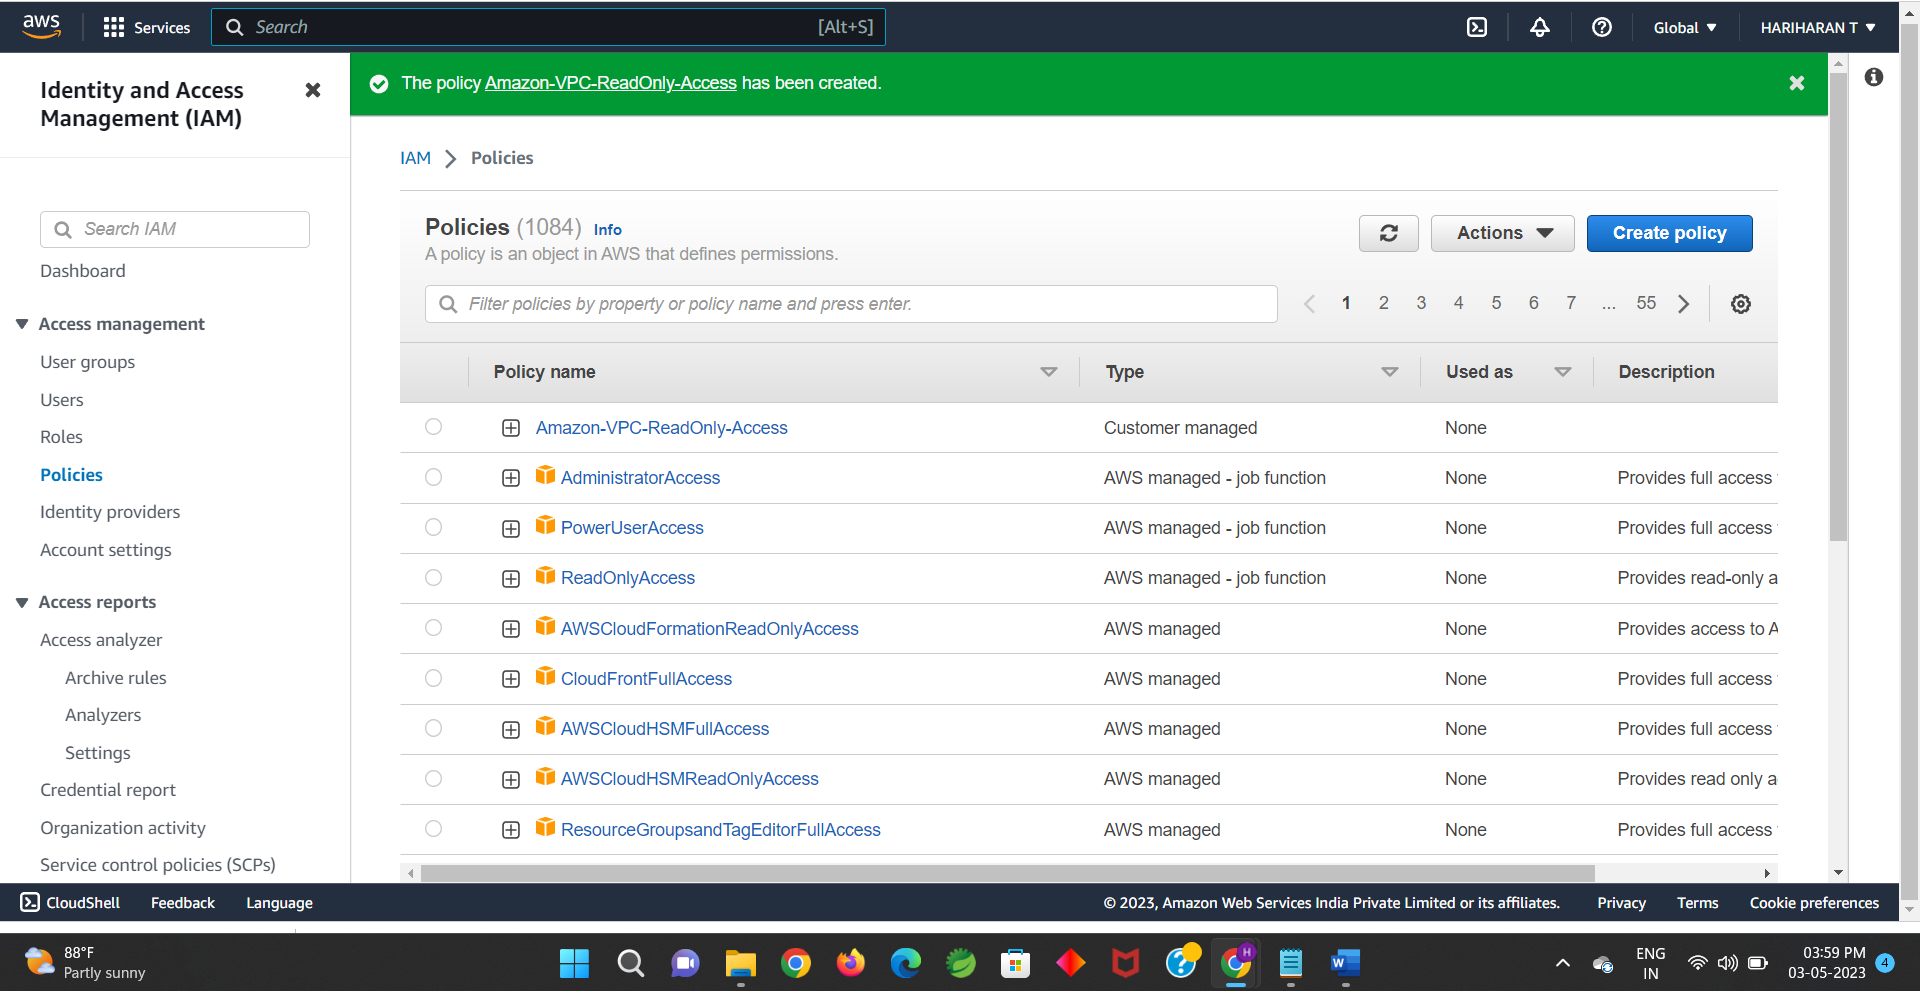 aws
Services
Search
[Alt+S]
Global
HARIHARAN T
Identity and Access
Management (IAM)
Search IAM
Dashboard
Access management
User groups
Users
Roles
Policies
Identity providers
Account settings
Access reports
Access analyzer
Archive rules
Analyzers
Settings
Credential report
Organization activity
Service control policies (SCPs)
The policy Amazon-VPC-ReadOnly-Access has been created.
IAM > Policies
Policies (1084) Info
A policy is an object in AWS that defines permissions.
Actions
Create policy
Filter policies by property or policy name and press enter.
1 2 3 4 5 6 7 ... 55
Policy name Type Used as Description
Amazon-VPC-ReadOnly-Access Customer managed None
AdministratorAccess AWS managed - job function None Provides full access
PowerUserAccess AWS managed - job function None Provides full access
ReadOnlyAccess AWS managed - job function None Provides read-only a
AWSCloudFormationReadOnlyAccess AWS managed None Provides access to A
CloudFrontFullAccess AWS managed None Provides full access
AWSCloudHSMFullAccess AWS managed None Provides full access
AWSCloudHSMReadOnlyAccess AWS managed None Provides read only a
ResourceGroupsandTagEditorFullAccess AWS managed None Provides full access
CloudShell Feedback Language
© 2023, Amazon Web Services India Private Limited or its affiliates. Privacy Terms Cookie preferences
88°F
Partly sunny
H
W
ENG
IN
03:59 PM
03-05-2023
4